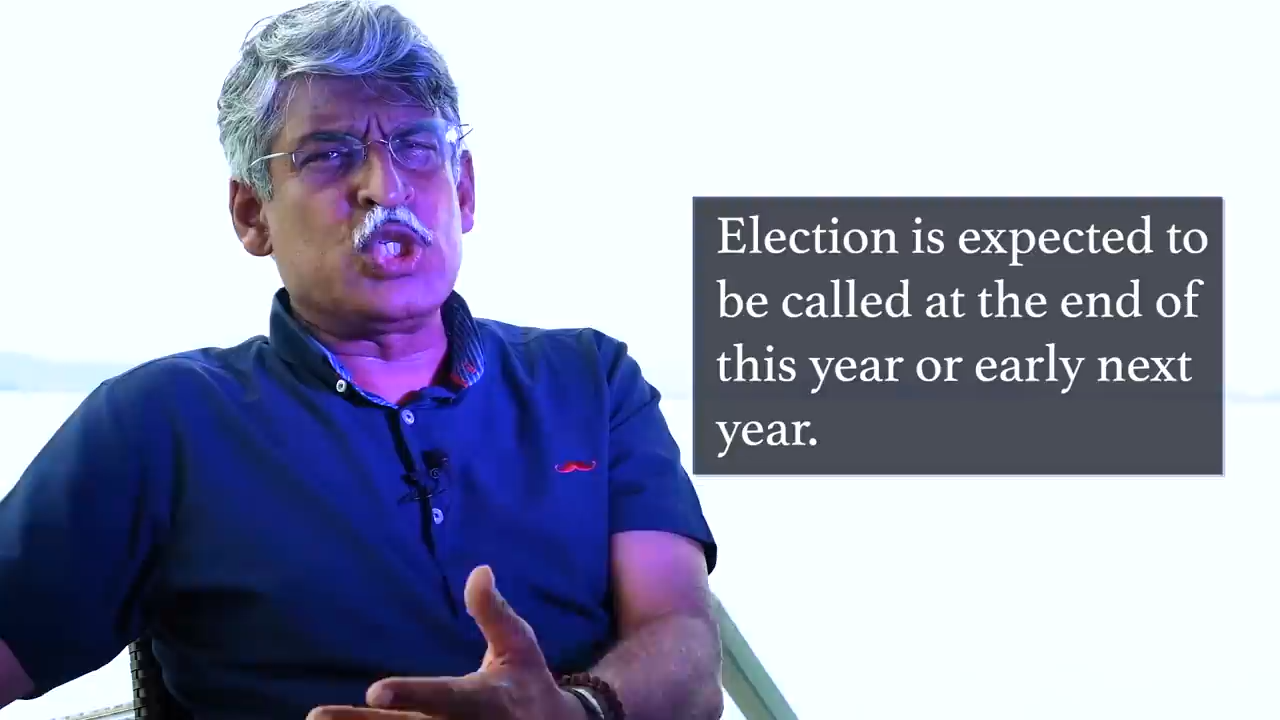 Election is expected to
be called at the end of
this year or early next
year.